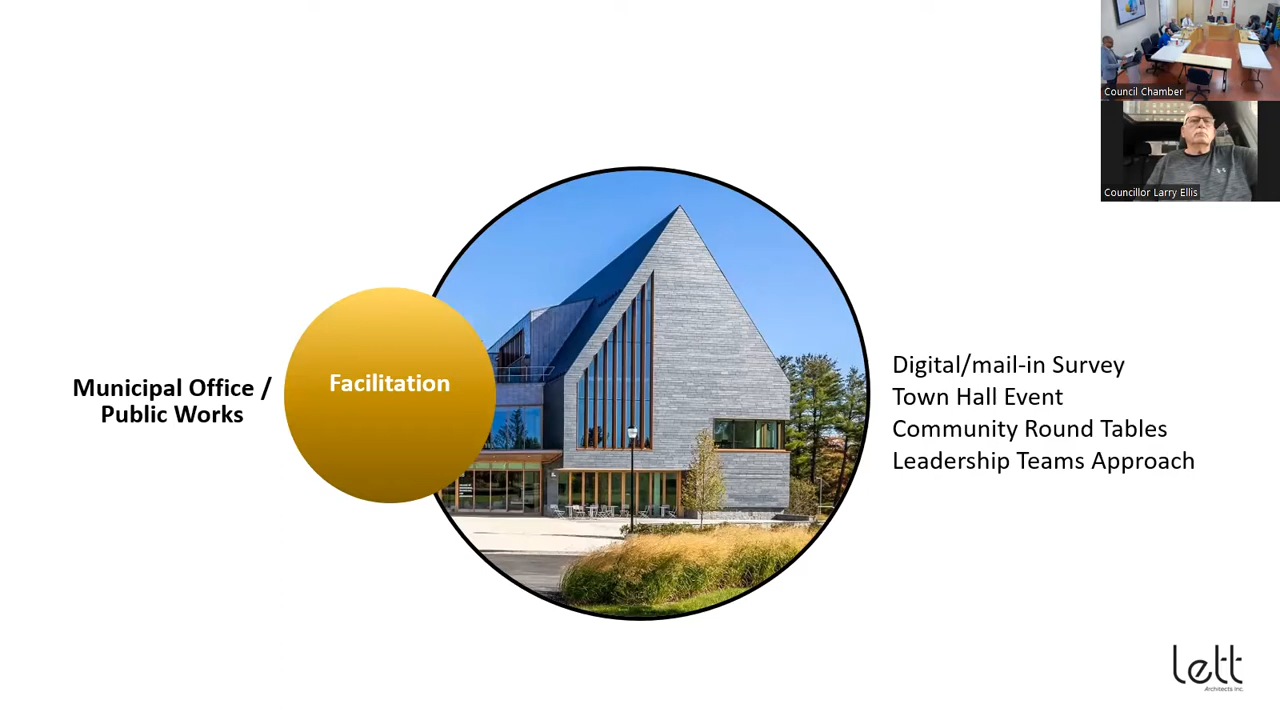 Council Chamber
Councillor Larry Ellis
Municipal Office /
Public Works
Facilitation
Digital/mail-in Survey
Town Hall Event
Community Round Tables
Leadership Teams Approach
lett
Architects Inc.